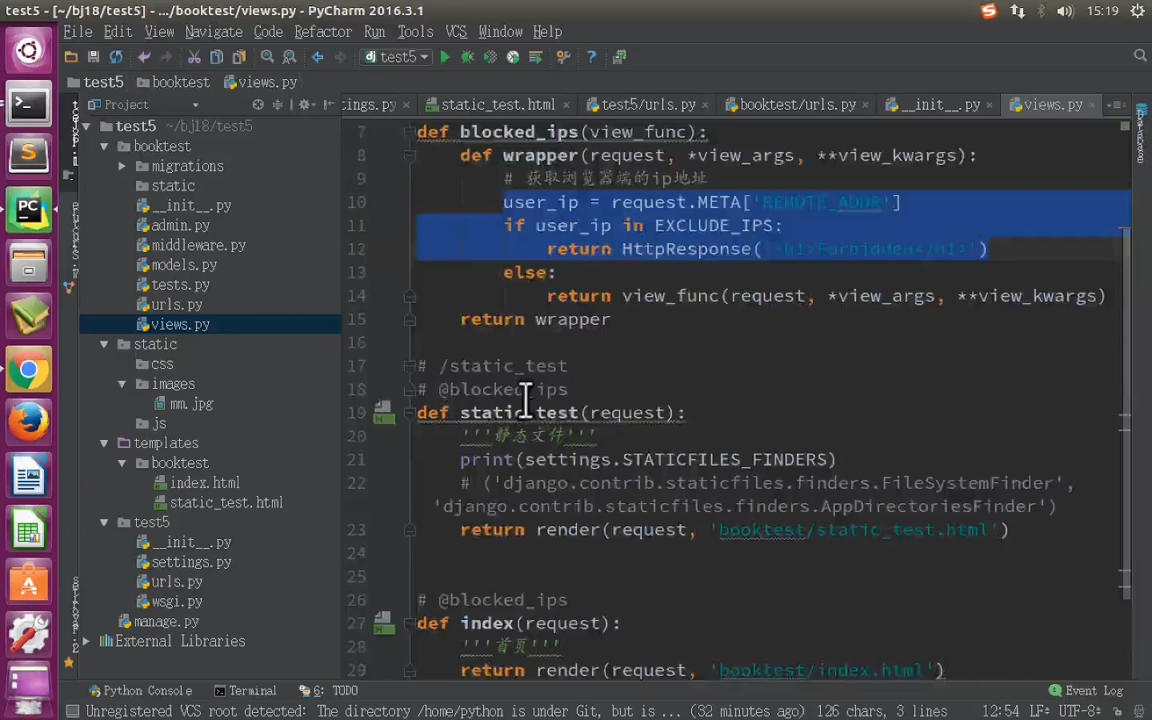 test5 - [~/bj18/test5] - .../booktest/views.py - PyCharm 2016.3.1
15:19
File Edit View Navigate Code Refactor Run Tools VCS Window Help
test5
test5 booktest views.py
Project
tings.py static_test.html test5/urls.py booktest/urls.py __init__.py views.py
test5 ~/bj18/test5
booktest
migrations
static
__init__.py
admin.py
middleware.py
models.py
tests.py
urls.py
views.py
static
css
images
mm.jpg
js
templates
booktest
index.html
static_test.html
test5
__init__.py
settings.py
urls.py
wsgi.py
manage.py
External Libraries
7 def blocked_ips(view_func):
8 def wrapper(request, *view_args, **view_kwargs):
9 # 获取浏览器端的ip地址
10 user_ip = request.META['REMOTE_ADDR']
11 if user_ip in EXCLUDE_IPS:
12 return HttpResponse('<h1>Forbidden</h1>')
13 else:
14 return view_func(request, *view_args, **view_kwargs)
15 return wrapper
16
17 # /static_test
18 # @blocked_ips
19 def static_test(request):
20 '''静态文件'''
21 print(settings.STATICFILES_FINDERS)
22 # ('django.contrib.staticfiles.finders.FileSystemFinder',
'django.contrib.staticfiles.finders.AppDirectoriesFinder')
23 return render(request, 'booktest/static_test.html')
24
25
26 # @blocked_ips
27 def index(request):
28 '''首页'''
29 return render(request, 'booktest/index.html')
Python Console Terminal 6: TODO Event Log
Unregistered VCS root detected: The directory /home/python is under Git, but is ... (32 minutes ago) 126 chars, 3 lines 12:54 LF UTF-8